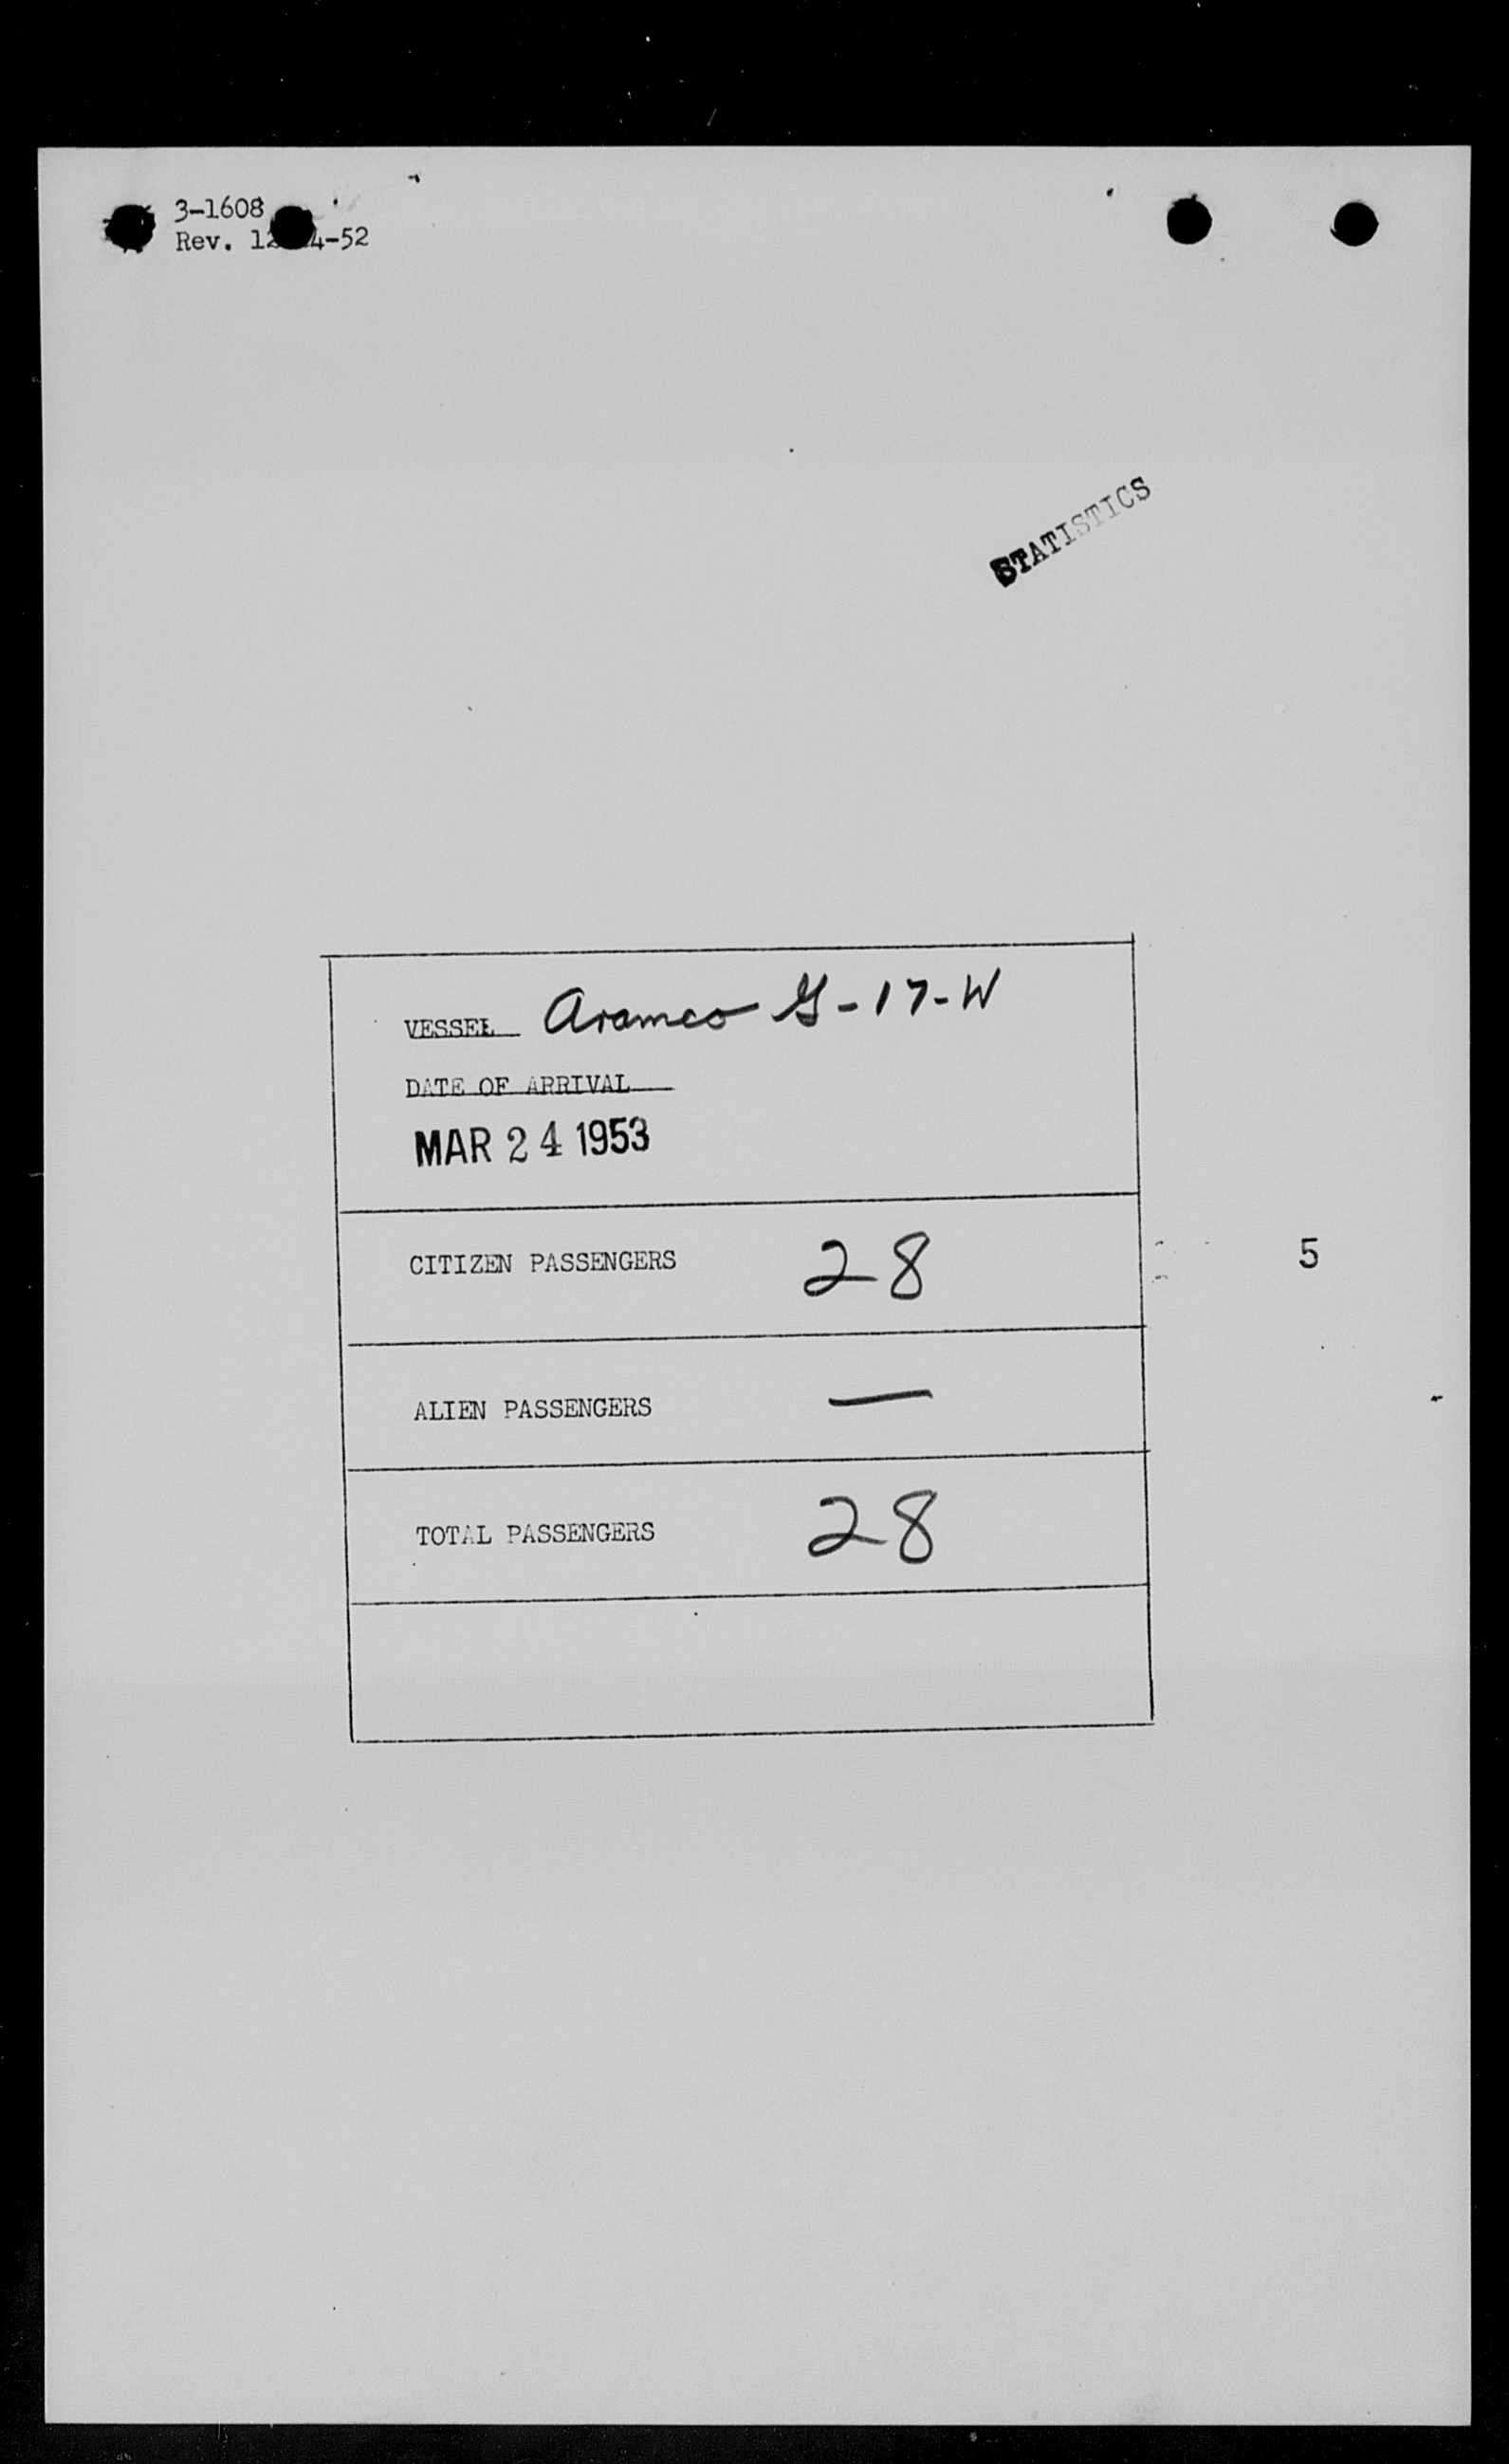 3-1608
Rev. 12 4-52
STATISTICS
VESSEL Aramco G-17-W
DATE OF ARRIVAL
MAR 24 1953
CITIZEN PASSENGERS 28 5
ALIEN PASSENGERS —
TOTAL PASSENGERS 28